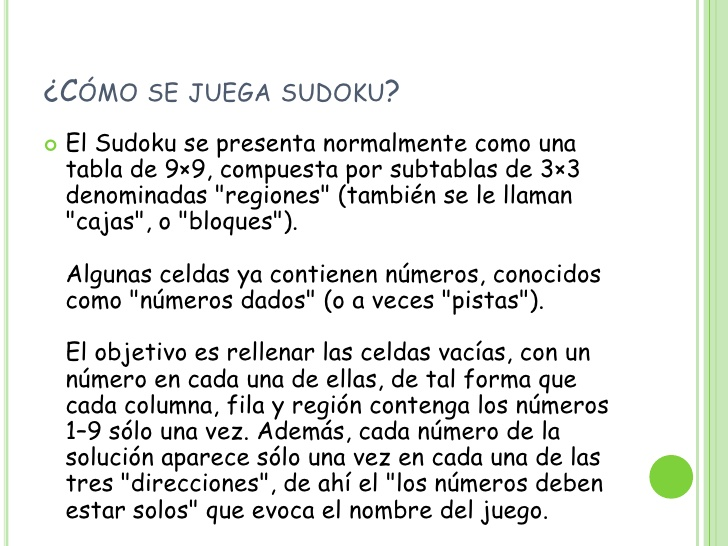 ¿Cómo se juega sudoku?
El Sudoku se presenta normalmente como una
tabla de 9×9, compuesta por subtablas de 3×3
denominadas "regiones" (también se le llaman
"cajas", o "bloques").
Algunas celdas ya contienen números, conocidos
como "números dados" (o a veces "pistas").
El objetivo es rellenar las celdas vacías, con un
número en cada una de ellas, de tal forma que
cada columna, fila y región contenga los números
1–9 sólo una vez. Además, cada número de la
solución aparece sólo una vez en cada una de las
tres "direcciones", de ahí el "los números deben
estar solos" que evoca el nombre del juego.